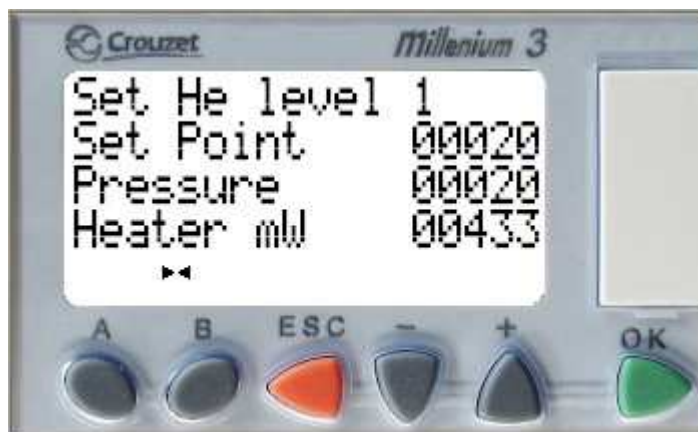 Crouzet Millenium 3
Set He level 1
Set Point 00020
Pressure 00020
Heater mW 00433
A B ESC - + OK